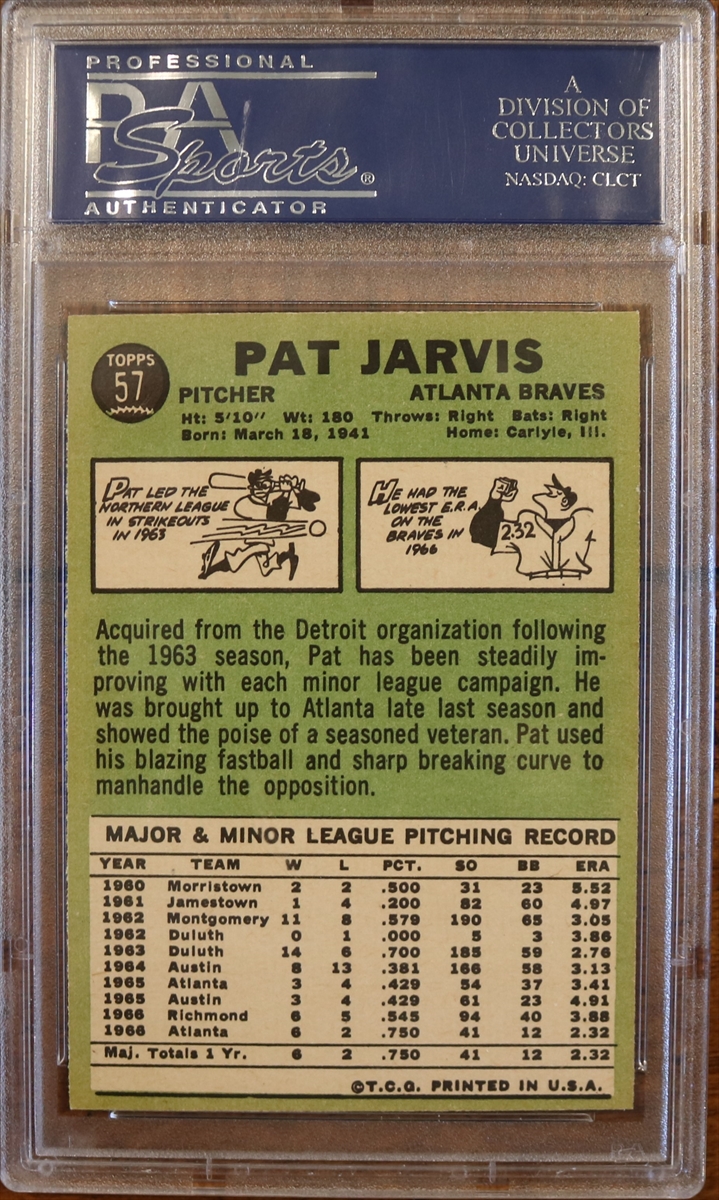 PROFESSIONAL
PSA
Sports®
AUTHENTICATOR
A
DIVISION OF
COLLECTORS
UNIVERSE
NASDAQ: CLCT
TOPPS
57
PAT JARVIS
PITCHER ATLANTA BRAVES
Ht: 5'10" Wt: 180 Throws: Right Bats: Right
Born: March 18, 1941 Home: Carlyle, Ill.
PAT LED THE
NORTHERN LEAGUE
IN STRIKEOUTS
IN 1963
HE HAD THE
LOWEST E.R.A.
ON THE
BRAVES IN
1966
2.32
Acquired from the Detroit organization following
the 1963 season, Pat has been steadily im-
proving with each minor league campaign. He
was brought up to Atlanta late last season and
showed the poise of a seasoned veteran. Pat used
his blazing fastball and sharp breaking curve to
manhandle the opposition.
MAJOR & MINOR LEAGUE PITCHING RECORD
YEAR TEAM W L PCT. SO BB ERA
1960 Morristown 2 2 .500 31 23 5.52
1961 Jamestown 1 4 .200 82 60 4.97
1962 Montgomery 11 8 .579 190 65 3.05
1962 Duluth 0 1 .000 5 3 3.86
1963 Duluth 14 6 .700 185 59 2.76
1964 Austin 8 13 .381 166 58 3.13
1965 Atlanta 3 4 .429 54 37 3.41
1965 Austin 3 4 .429 61 23 4.91
1966 Richmond 6 5 .545 94 40 3.88
1966 Atlanta 6 2 .750 41 12 2.32
Maj. Totals 1 Yr. 6 2 .750 41 12 2.32
©T.C.G. PRINTED IN U.S.A.